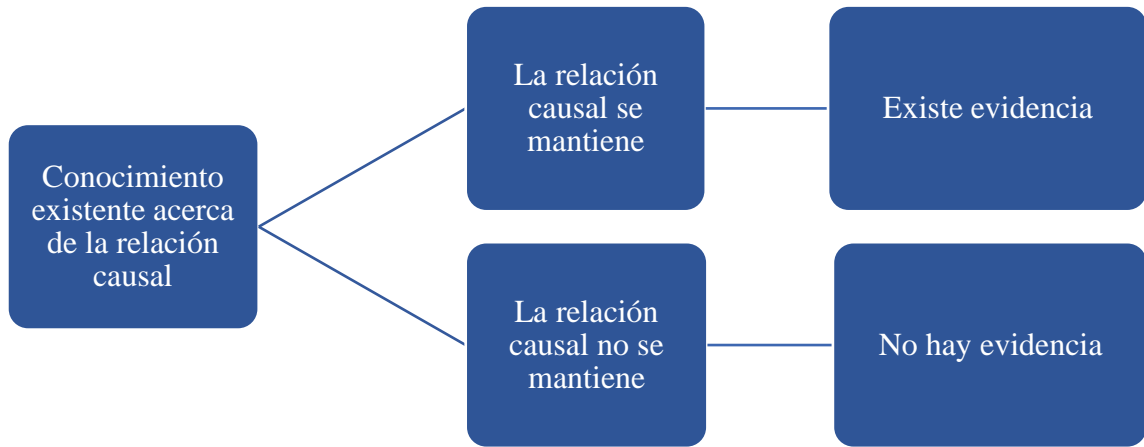 Conocimiento
existente acerca
de la relación
causal
La relación
causal se
mantiene
Existe evidencia
La relación
causal no se
mantiene
No hay evidencia